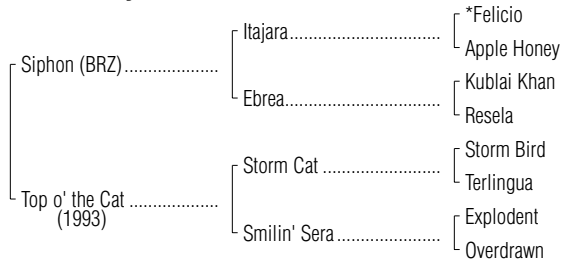 *Felicio
Itajara
Apple Honey
Siphon (BRZ)
Kublai Khan
Ebrea
Resela
Storm Bird
Storm Cat
Terlingua
Top o' the Cat
(1993)
Explodent
Smilin' Sera
Overdrawn